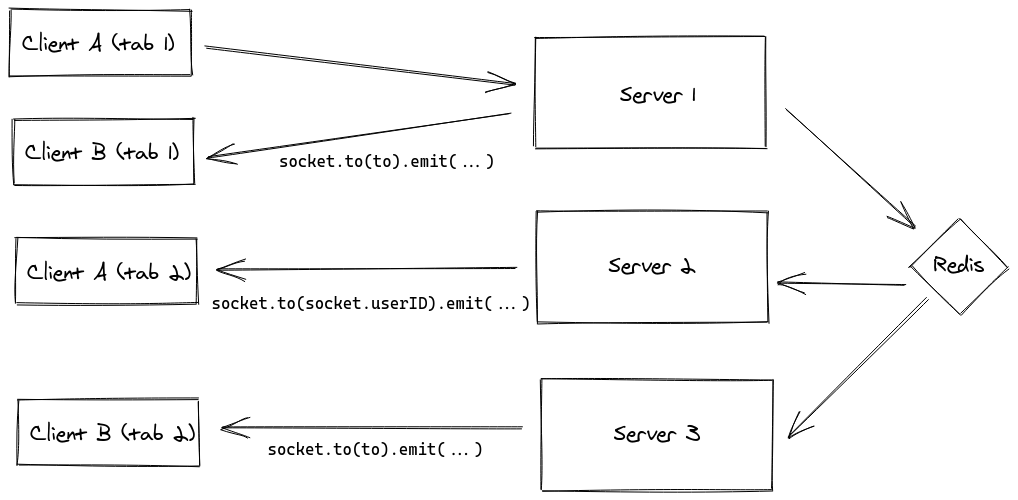 Client A (tab 1)
Server 1
Client B (tab 1)
socket.to(to).emit(...)
Client A (tab 2)
Server 2
Redis
socket.to(socket.userID).emit(...)
Client B (tab 2)
Server 3
socket.to(to).emit(...)